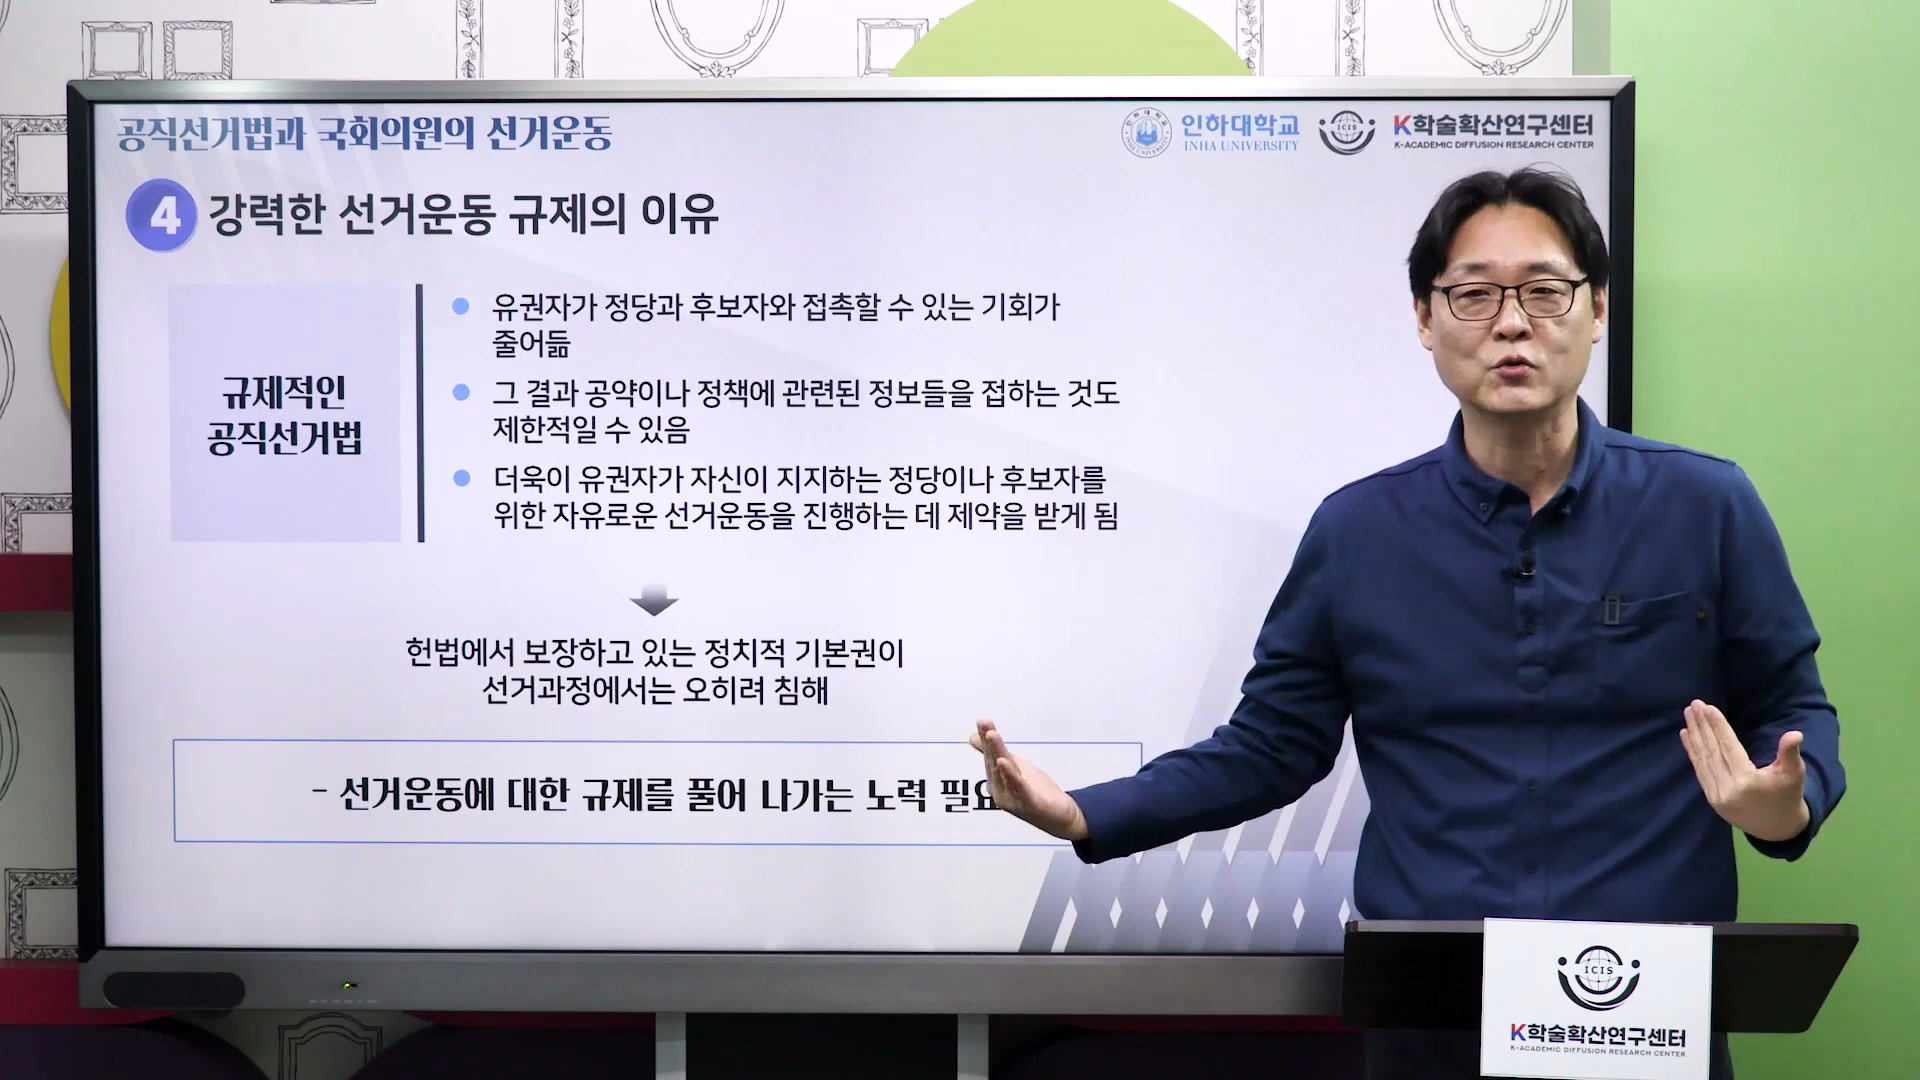 공직선거법과 국회의원의 선거운동
인하대학교
INHA UNIVERSITY
ICIS
K학술확산연구센터
K-ACADEMIC DIFFUSION RESEARCH CENTER
4 강력한 선거운동 규제의 이유
규제적인
공직선거법
유권자가 정당과 후보자와 접촉할 수 있는 기회가
줄어듦
그 결과 공약이나 정책에 관련된 정보들을 접하는 것도
제한적일 수 있음
더욱이 유권자가 자신이 지지하는 정당이나 후보자를
위한 자유로운 선거운동을 진행하는 데 제약을 받게 됨
헌법에서 보장하고 있는 정치적 기본권이
선거과정에서는 오히려 침해
- 선거운동에 대한 규제를 풀어 나가는 노력 필요
ICIS
K학술확산연구센터
K-ACADEMIC DIFFUSION RESEARCH CENTER